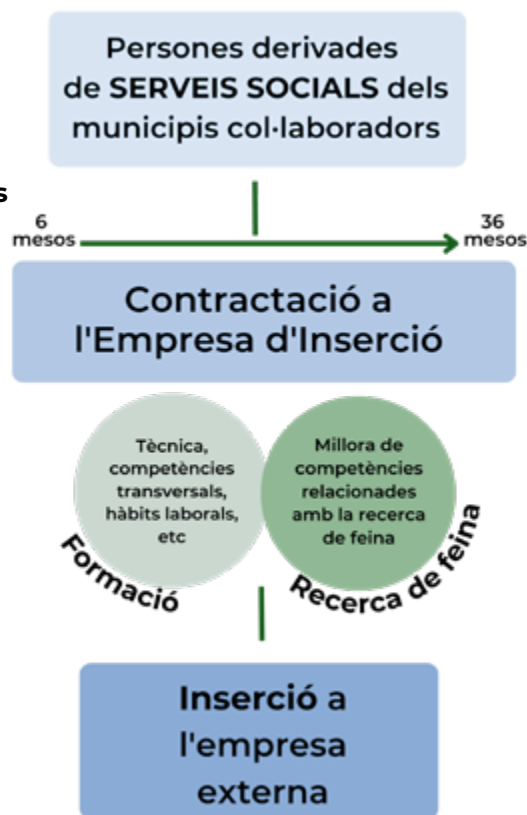 Persones derivades
de SERVEIS SOCIALS dels
municipis col·laboradors
s
6
mesos
36
mesos
Contractació a
l'Empresa d'Inserció
Tècnica,
competències
transversals,
hàbits laborals,
etc
Formació
Millora de
competències
relacionades
amb la recerca
de feina
Recerca de feina
Inserció a
l'empresa
externa